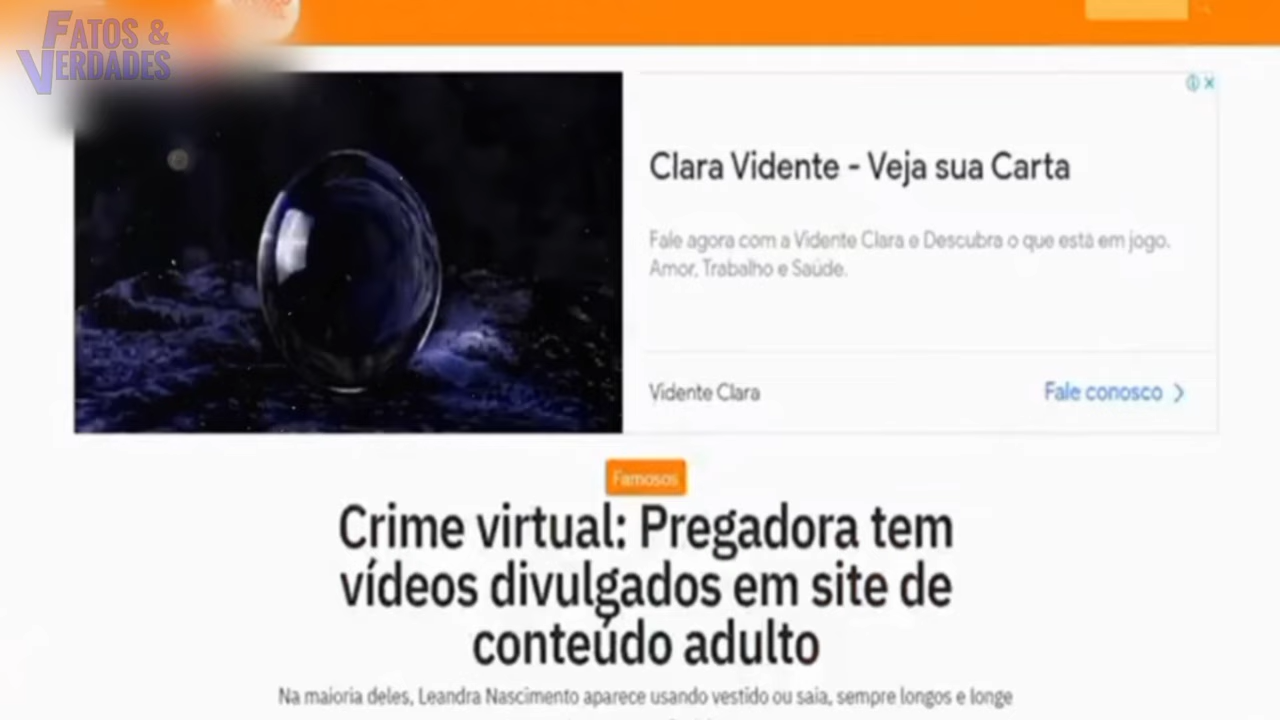 FATOS &
VERDADES
Clara Vidente - Veja sua Carta
Fale agora com a Vidente Clara e Descubra o que está em jogo.
Amor, Trabalho e Saúde.
Vidente Clara
Fale conosco
Famosos
Crime virtual: Pregadora tem
vídeos divulgados em site de
conteúdo adulto
Na maioria deles, Leandra Nascimento aparece usando vestido ou saia, sempre longos e longe